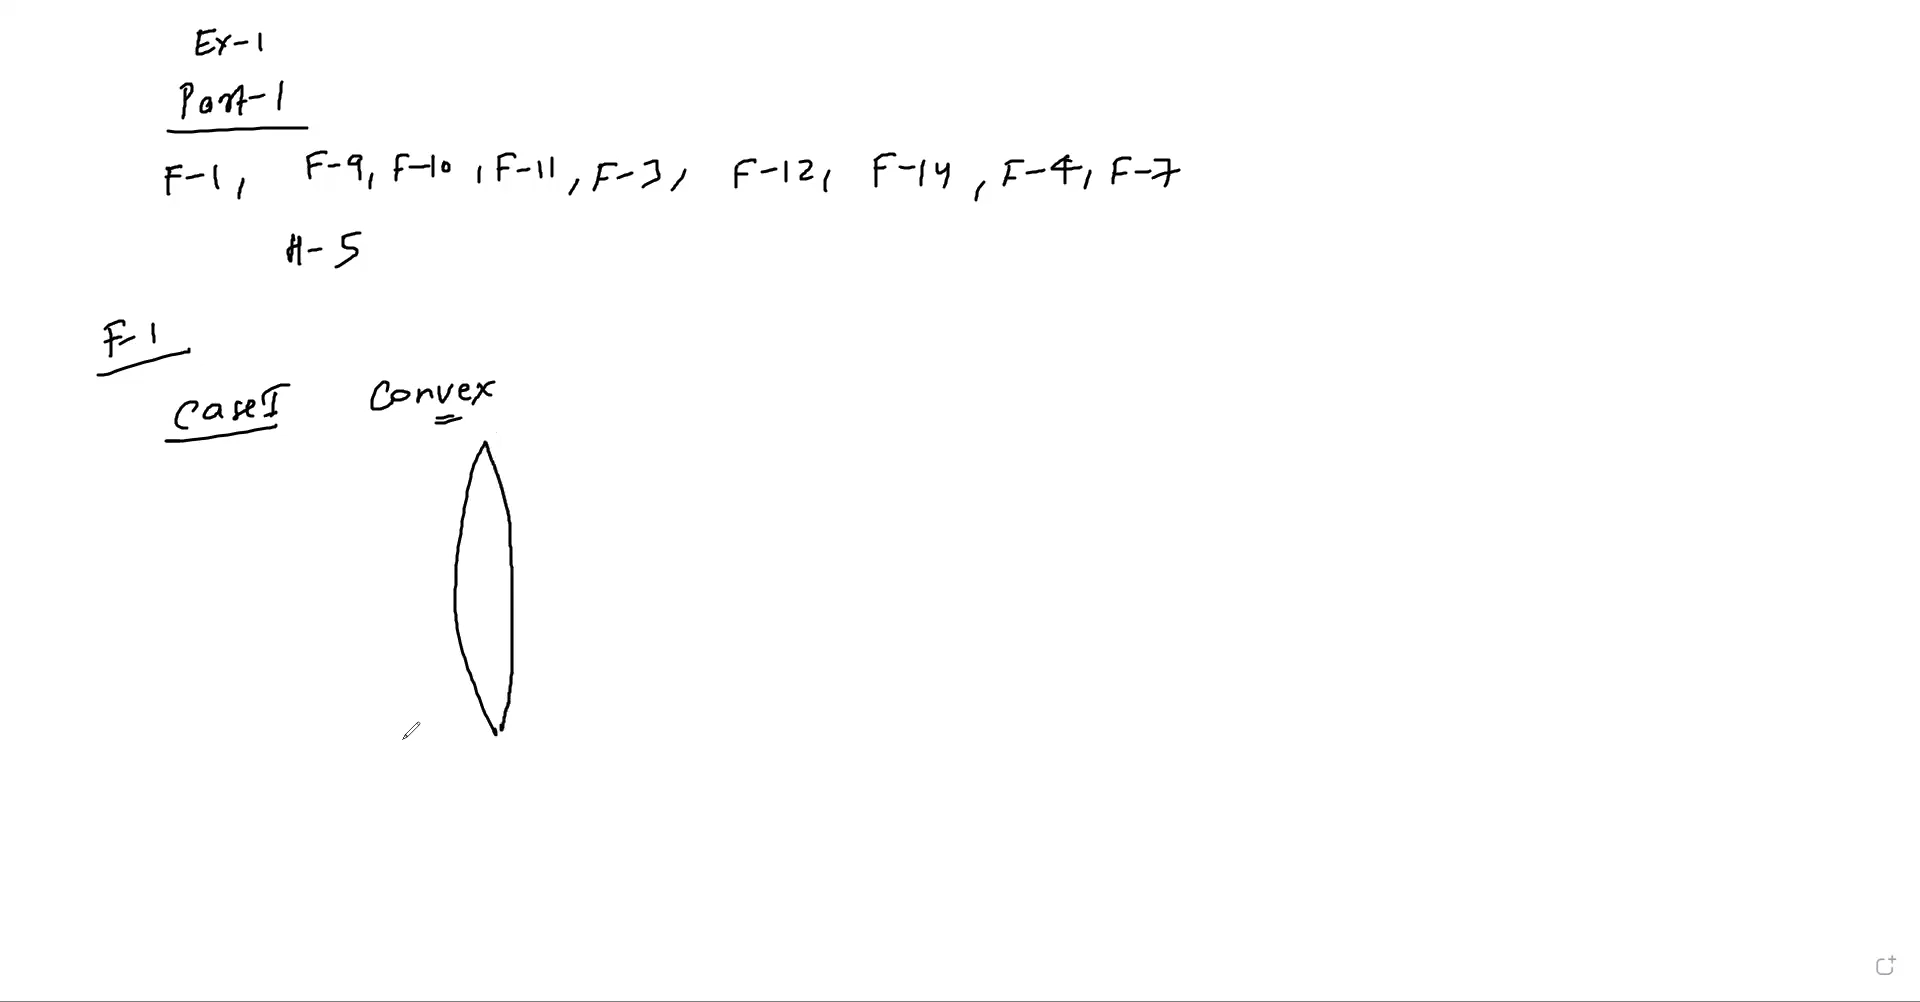 Ex-1
Part-1
F-1, F-9, F-10, F-11, F-3, F-12, F-14, F-4, F-7
H-5
F-1
Case I Convex